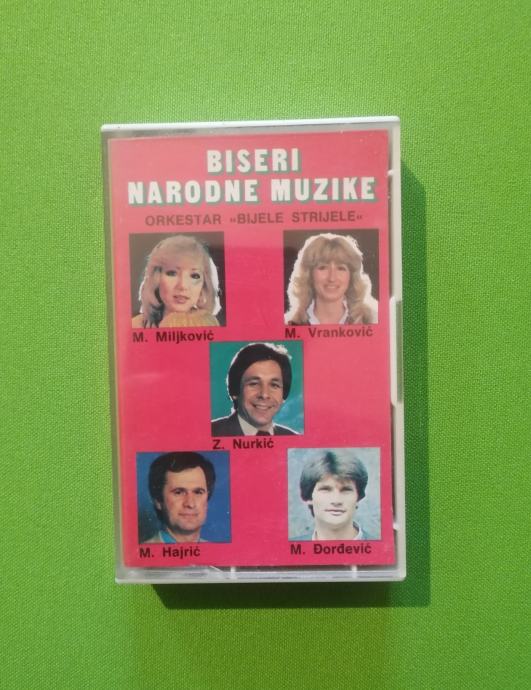 BISERI
NARODNE MUZIKE
ORKESTAR »BIJELE STRIJELE«
M. Miljković
M. Vranković
Z. Nurkić
M. Hajrić
M. Đorđević